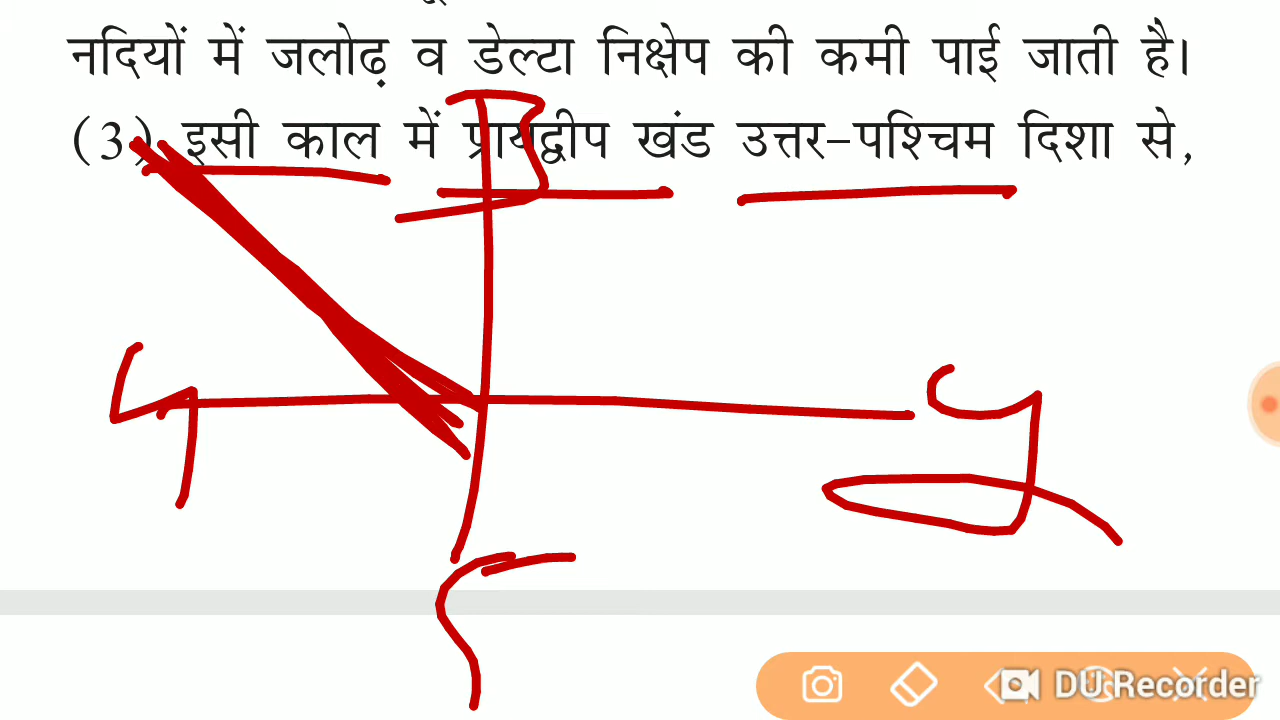 नदियों में जलोढ़ व डेल्टा निक्षेप की कमी पाई जाती है।
(3) इसी काल में प्रायद्वीप खंड उत्तर-पश्चिम दिशा से,
DU Recorder